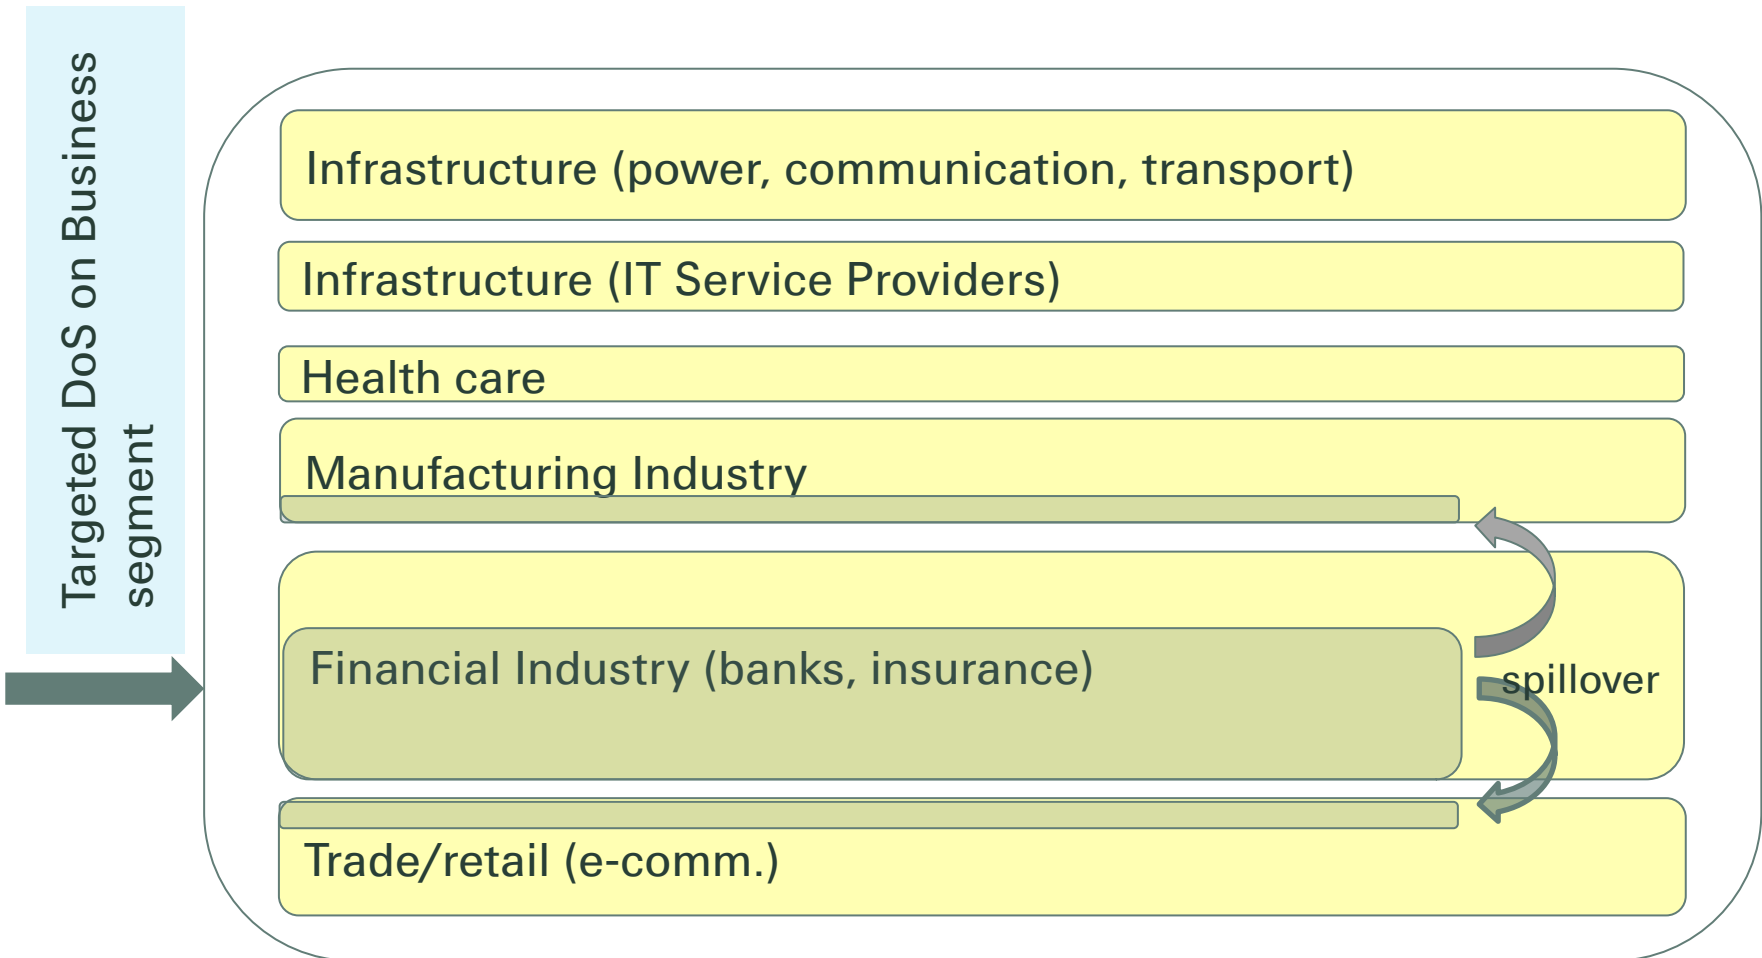 Targeted DoS on Business
segment
Infrastructure (power, communication, transport)
Infrastructure (IT Service Providers)
Health care
Manufacturing Industry
Financial Industry (banks, insurance)
spillover
Trade/retail (e-comm.)